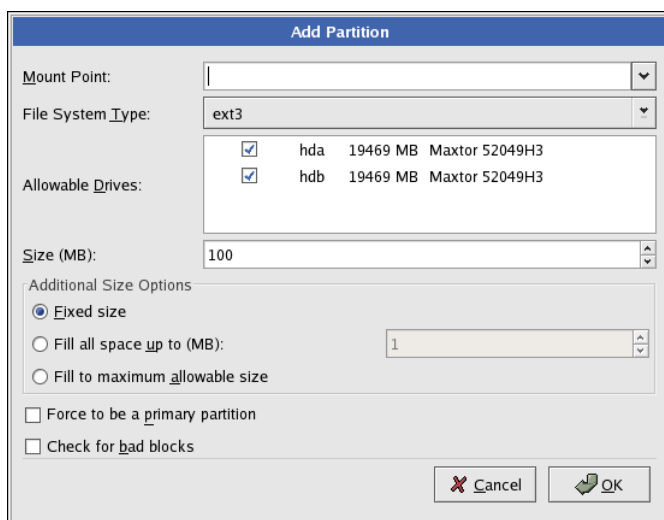 Add Partition
Mount Point:
File System Type: ext3
Allowable Drives:
hda 19469 MB Maxtor 52049H3
hdb 19469 MB Maxtor 52049H3
Size (MB): 100
Additional Size Options
Fixed size
Fill all space up to (MB): 1
Fill to maximum allowable size
Force to be a primary partition
Check for bad blocks
Cancel OK